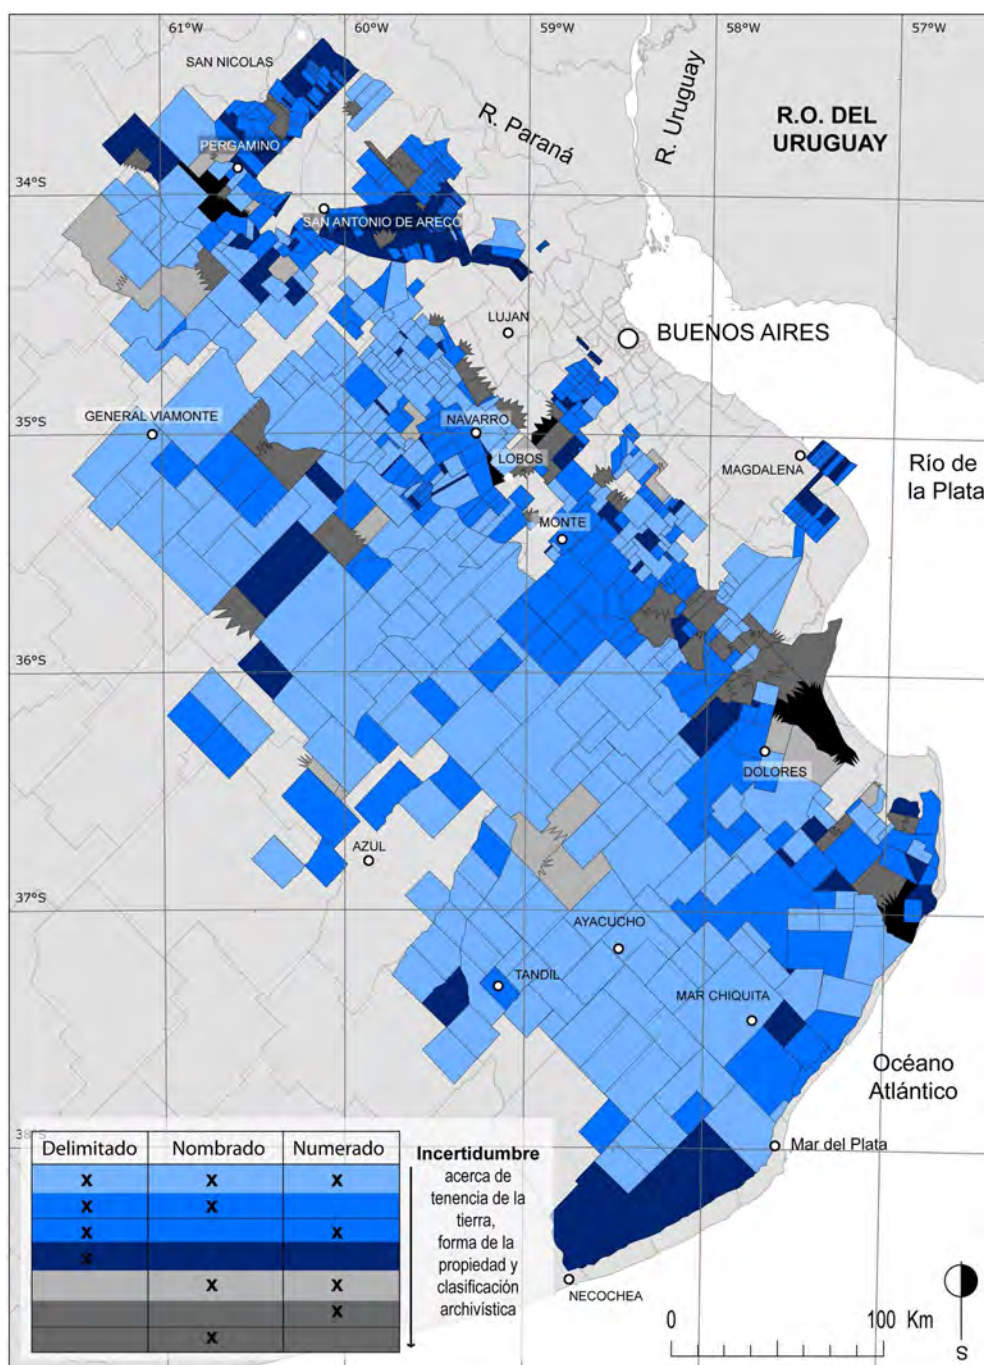 61°W
60°W
59°W
58°W
57°W
SAN NICOLAS
R. Paraná
R. Uruguay
R.O. DEL
URUGUAY
PERGAMINO
34°S
SAN ANTONIO DE ARECO
LUJAN
BUENOS AIRES
GENERAL VIAMONTE
NAVARRO
35°S
LOBOS
MAGDALENA
Río de
la Plata
MONTE
36°S
DOLORES
AZUL
37°S
AYACUCHO
TANDIL
MAR CHIQUITA
Océano
Atlántico
38°S
Mar del Plata
Delimitado Nombrado Numerado
x x x
x x
x x
x
x x
x
x
Incertidumbre
acerca de
tenencia de la
tierra,
forma de la
propiedad y
clasificación
archivística
NECOCHEA
0 100 Km
S